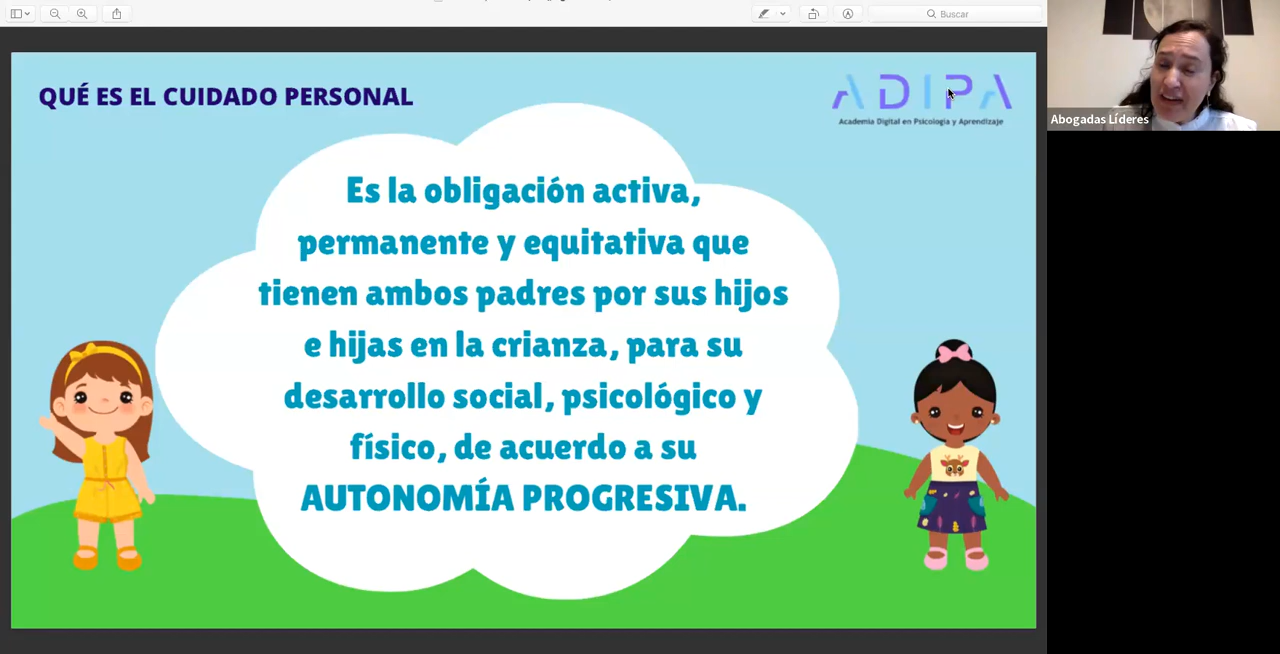 Buscar
QUÉ ES EL CUIDADO PERSONAL
ADIPA
Academia Digital en Psicología y Aprendizaje
Es la obligación activa,
permanente y equitativa que
tienen ambos padres por sus hijos
e hijas en la crianza, para su
desarrollo social, psicológico y
físico, de acuerdo a su
AUTONOMÍA PROGRESIVA.
Abogadas Líderes